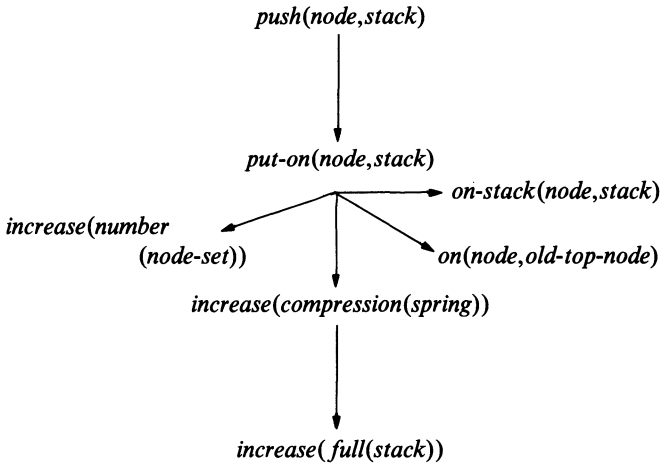 push(node,stack)
put-on(node,stack)
on-stack(node,stack)
increase(number
(node-set))
on(node,old-top-node)
increase(compression(spring))
increase(full(stack))